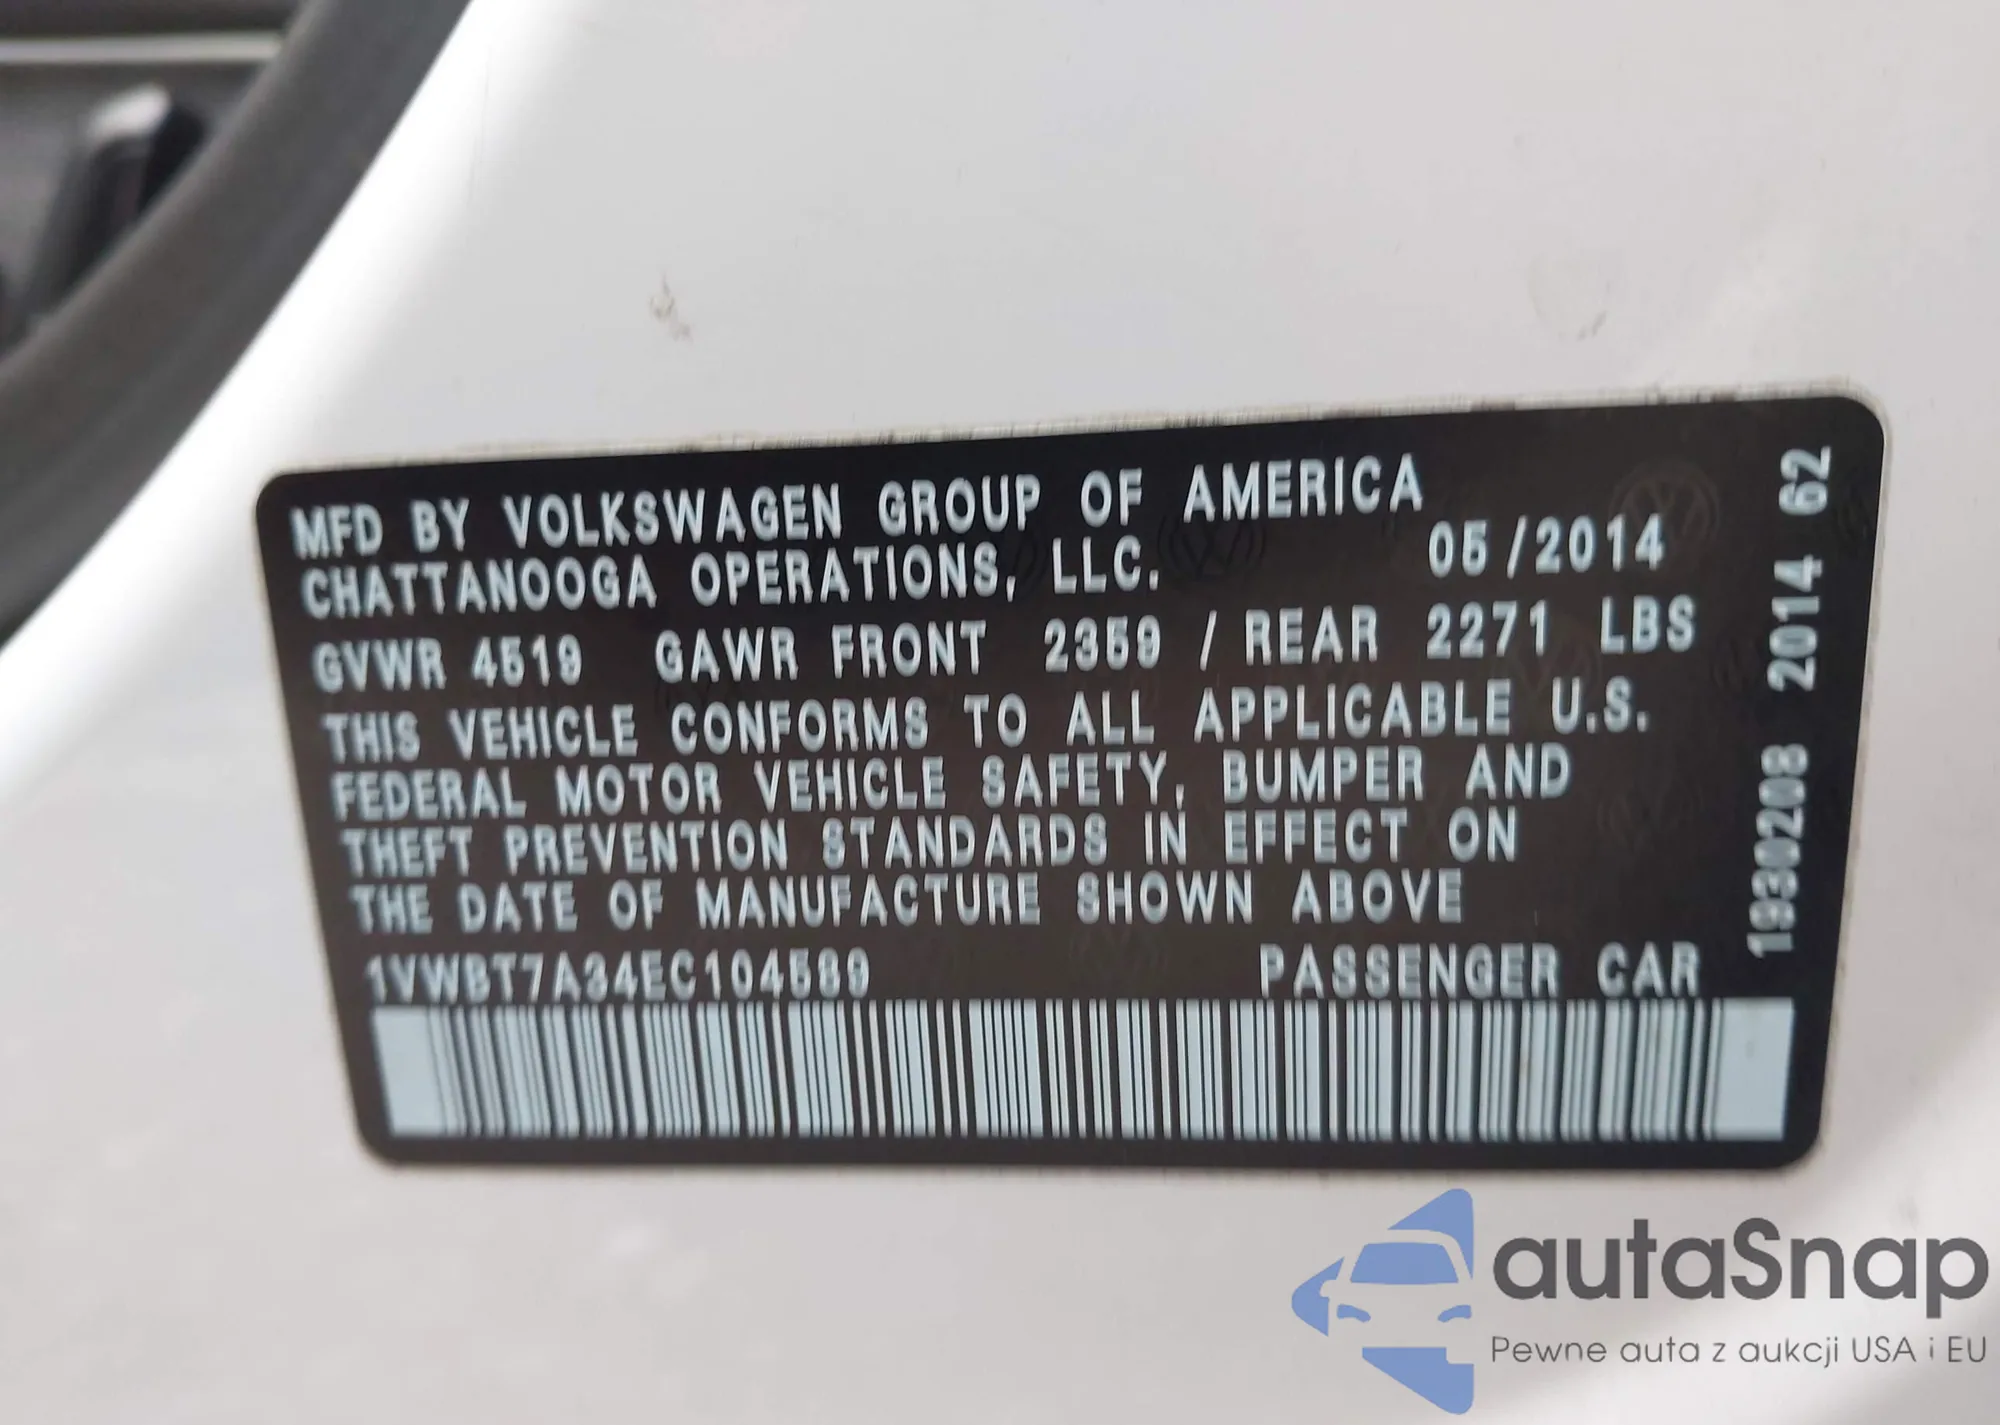 MFD BY VOLKSWAGEN GROUP OF AMERICA
CHATTANOOGA OPERATIONS, LLC. 05/2014
GVWR 4519 GAWR FRONT 2359 / REAR 2271 LBS
THIS VEHICLE CONFORMS TO ALL APPLICABLE U.S.
FEDERAL MOTOR VEHICLE SAFETY, BUMPER AND
THEFT PREVENTION STANDARDS IN EFFECT ON
THE DATE OF MANUFACTURE SHOWN ABOVE
1VWBT7A34EC104589 PASSENGER CAR
1930208 2014 62
autaSnap
Pewne auta z aukcji USA i EU